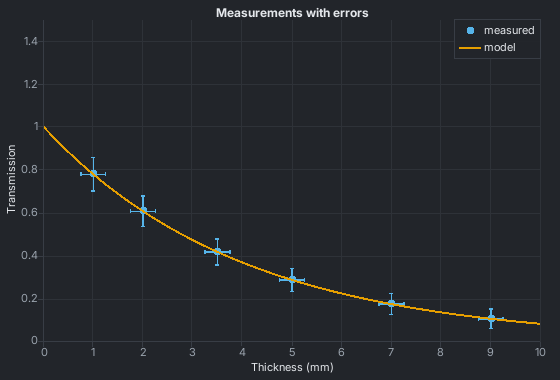 Measurements with errors
measured
model
Transmission
1.4
1.2
1
0.8
0.6
0.4
0.2
0
0 1 2 3 4 5 6 7 8 9 10
Thickness (mm)